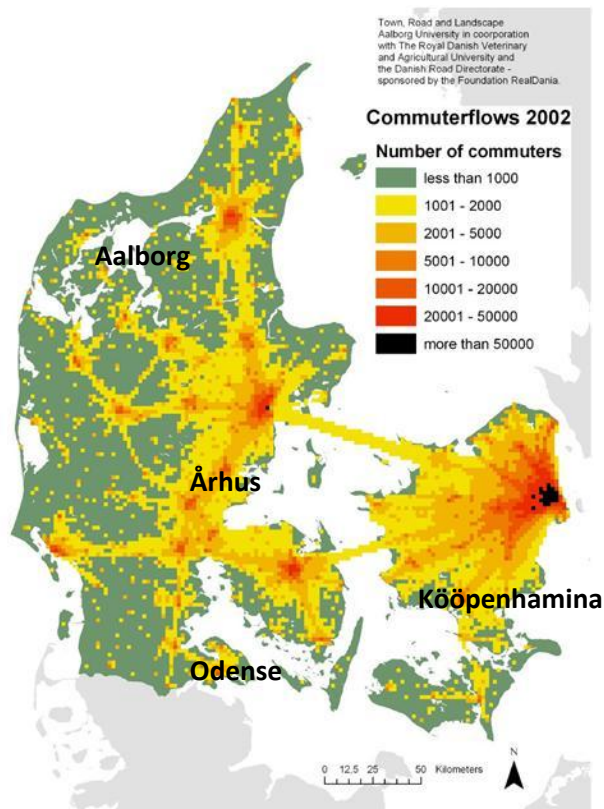 Town, Road and Landscape
Aalborg University in coorporation
with The Royal Danish Veterinary
and Agricultural University and
the Danish Road Directorate -
sponsored by the Foundation RealDania.
Commuterflows 2002
Number of commuters
less than 1000
1001 - 2000
2001 - 5000
5001 - 10000
10001 - 20000
20001 - 50000
more than 50000
Aalborg
Århus
Kööpenhamina
Odense
N
0 12,5 25 50 Kilometers